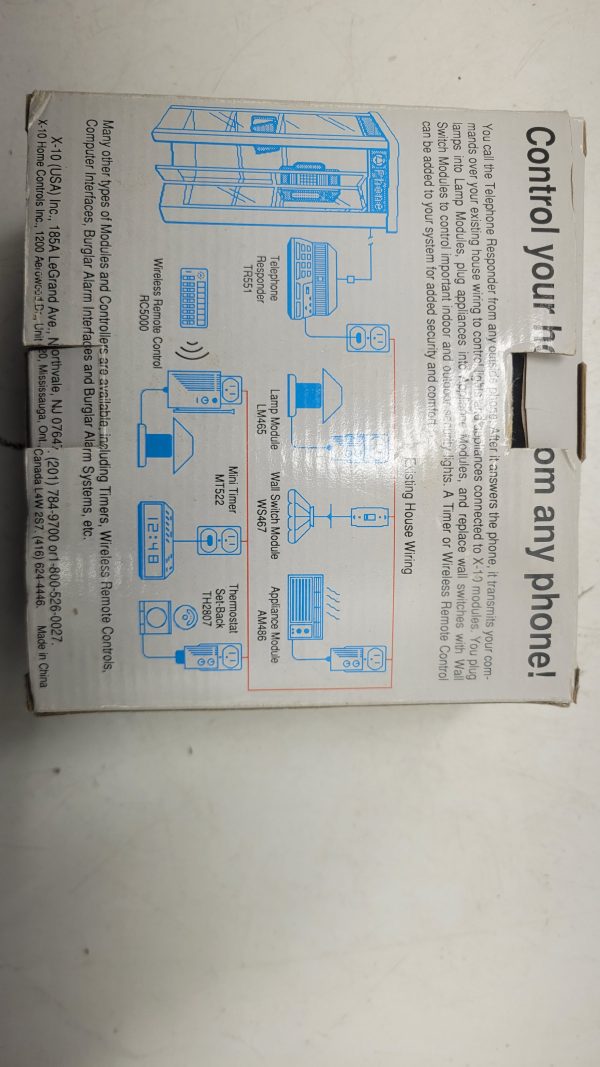 Control your h om any phone!
You call the Telephone Responder from any outside phone. After it answers the phone, it transmits your com-
mands over your existing house wiring to control lights and appliances connected to X-10 modules. You plug
lamps into Lamp Modules, plug appliances into Appliance Modules, and replace wall switches with Wall
Switch Modules to control important indoor and outdoor security lights. A Timer or Wireless Remote Control
can be added to your system for added security and comfort.
Existing House Wiring
phone
Telephone
Responder
TR551
Lamp Module
LM465
Wall Switch Module
WS467
Appliance Module
AM486
Wireless Remote Control
RC5000
Mini Timer
MT522
12:48
Thermostat
Set-Back
TH2807
Many other types of Modules and Controllers are available, including Timers, Wireless Remote Controls,
Computer Interfaces, Burglar Alarm Interfaces and Burglar Alarm Systems, etc.
X-10 (USA) Inc., 185A LeGrand Ave., Northvale, NJ 07647. (201) 784-9700 or1-800-526-0027.
X-10 Home Controls Inc., 1200 Aerowood Dr., Unit 20, Mississauga, Ont., Canada L4W 2S7. (416) 624-4446. Made in China